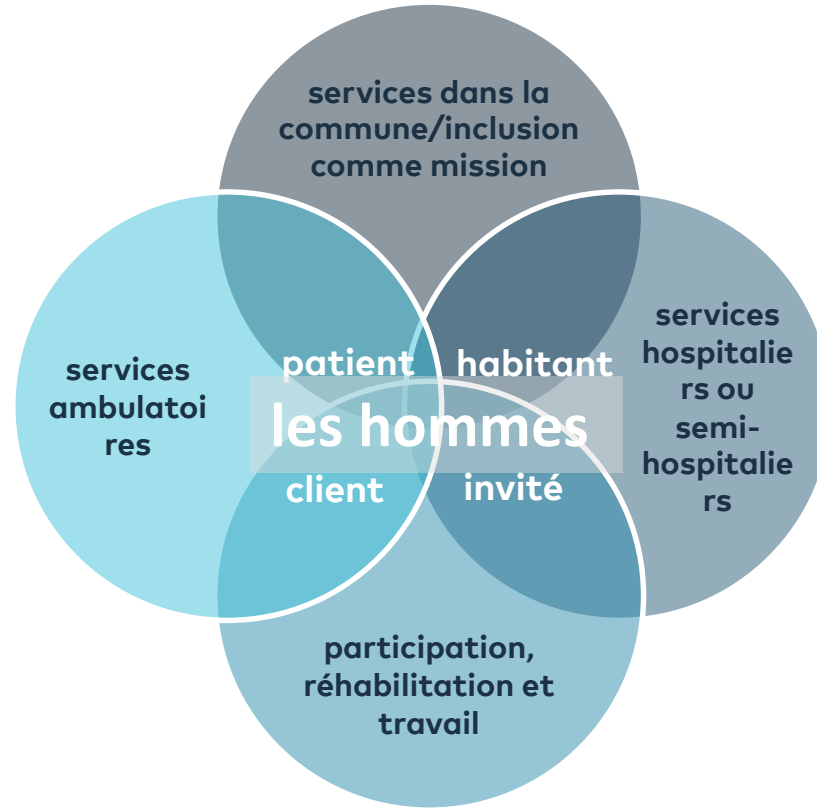 services dans la
commune/inclusion
comme mission
services
ambulatoi
res
patient
habitant
les hommes
client
invité
services
hospitalie
rs ou
semi-
hospitalie
rs
participation,
réhabilitation et
travail